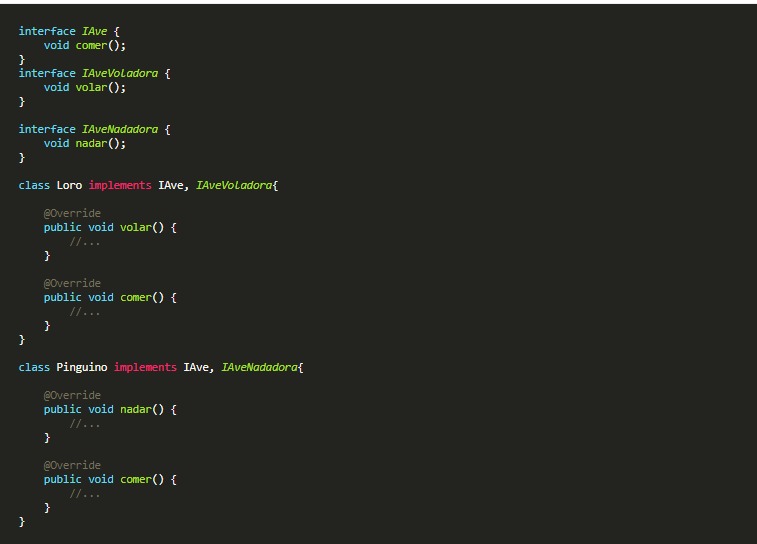 interface IAve {
    void comer();
}
interface IAveVoladora {
    void volar();
}
interface IAveNadadora {
    void nadar();
}
class Loro implements IAve, IAveVoladora{
    @Override
    public void volar() {
        //...
    }
    @Override
    public void comer() {
        //...
    }
}
class Pinguino implements IAve, IAveNadadora{
    @Override
    public void nadar() {
        //...
    }
    @Override
    public void comer() {
        //...
    }
}